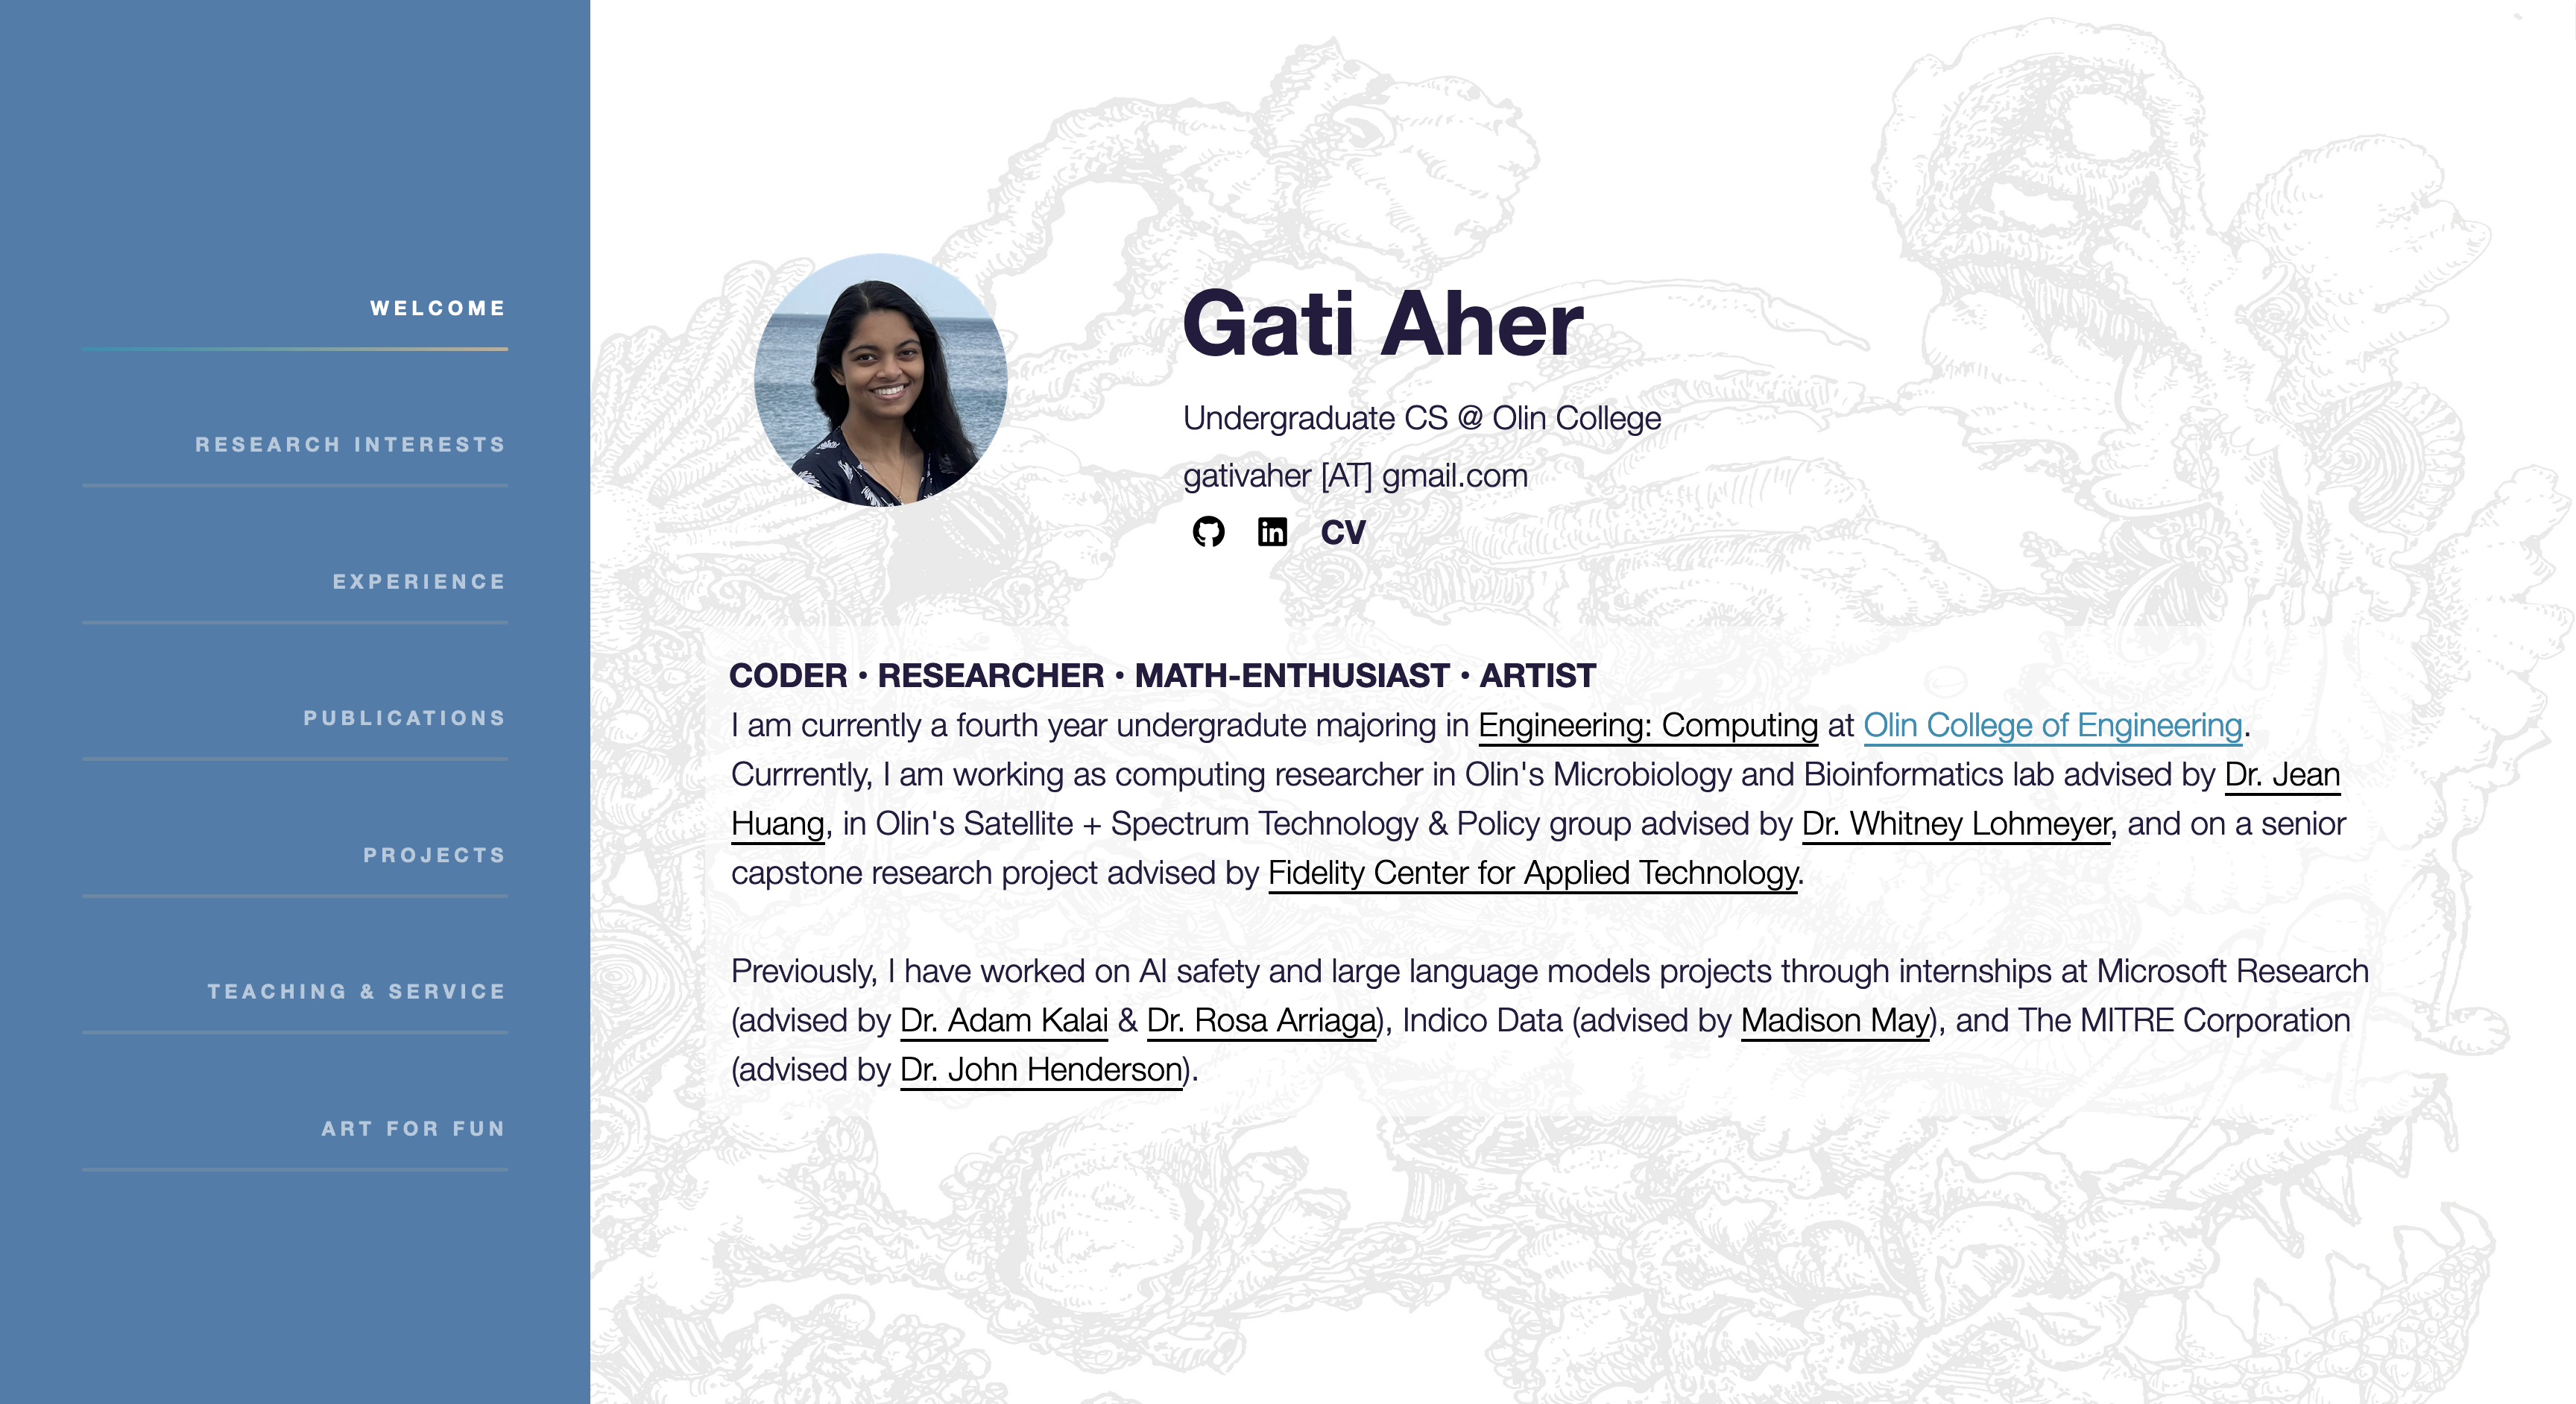 WELCOME
RESEARCH INTERESTS
EXPERIENCE
PUBLICATIONS
PROJECTS
TEACHING & SERVICE
ART FOR FUN
Gati Aher
Undergraduate CS @ Olin College
gativaher [AT] gmail.com
in CV
CODER • RESEARCHER • MATH-ENTHUSIAST • ARTIST
I am currently a fourth year undergradute majoring in Engineering: Computing at Olin College of Engineering.
Currrently, I am working as computing researcher in Olin's Microbiology and Bioinformatics lab advised by Dr. Jean
Huang, in Olin's Satellite + Spectrum Technology & Policy group advised by Dr. Whitney Lohmeyer, and on a senior
capstone research project advised by Fidelity Center for Applied Technology.
Previously, I have worked on AI safety and large language models projects through internships at Microsoft Research
(advised by Dr. Adam Kalai & Dr. Rosa Arriaga), Indico Data (advised by Madison May), and The MITRE Corporation
(advised by Dr. John Henderson).